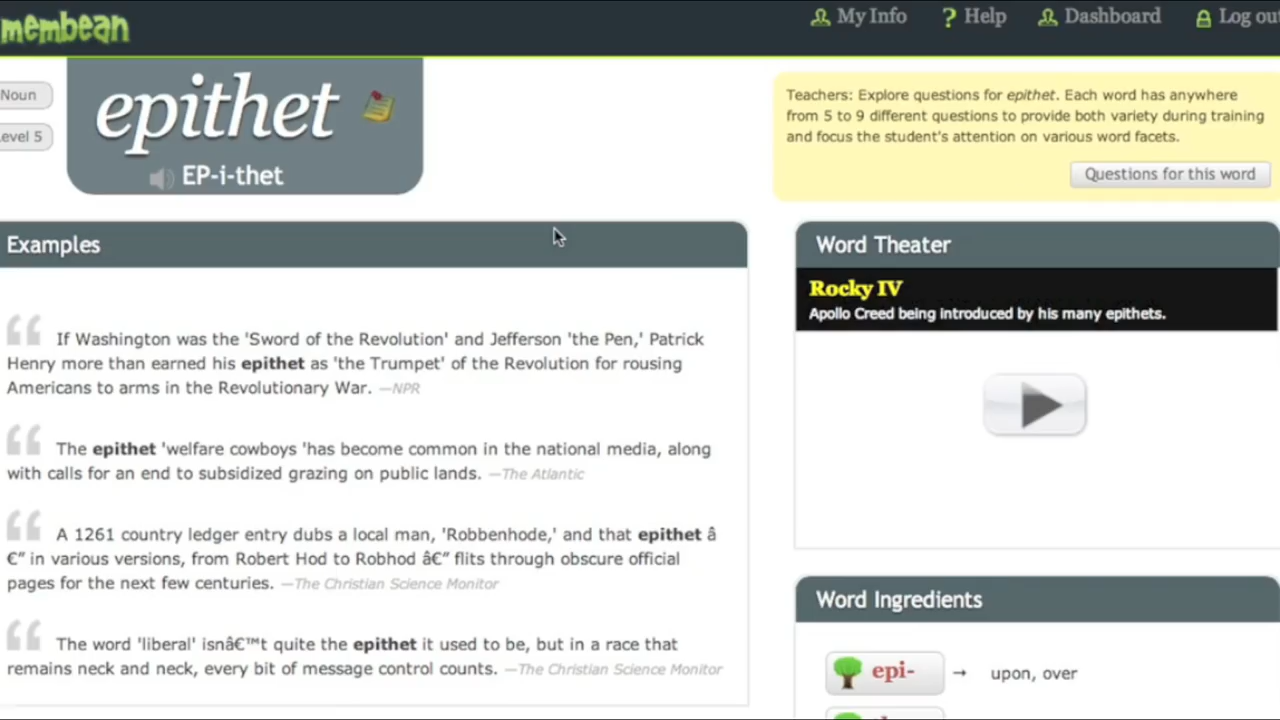 membean
My Info
Help
Dashboard
Log ou
Noun
evel 5
epithet
EP-i-thet
Teachers: Explore questions for epithet. Each word has anywhere
from 5 to 9 different questions to provide both variety during training
and focus the student's attention on various word facets.
Questions for this word
Examples
If Washington was the 'Sword of the Revolution' and Jefferson 'the Pen,' Patrick
Henry more than earned his epithet as 'the Trumpet' of the Revolution for rousing
Americans to arms in the Revolutionary War. —NPR
The epithet 'welfare cowboys 'has become common in the national media, along
with calls for an end to subsidized grazing on public lands. —The Atlantic
A 1261 country ledger entry dubs a local man, 'Robbenhode,' and that epithet â
€” in various versions, from Robert Hod to Robhod â€” flits through obscure official
pages for the next few centuries. —The Christian Science Monitor
The word 'liberal' isnâ€™t quite the epithet it used to be, but in a race that
remains neck and neck, every bit of message control counts. —The Christian Science Monitor
Word Theater
Rocky IV
Apollo Creed being introduced by his many epithets.
Word Ingredients
epi- → upon, over